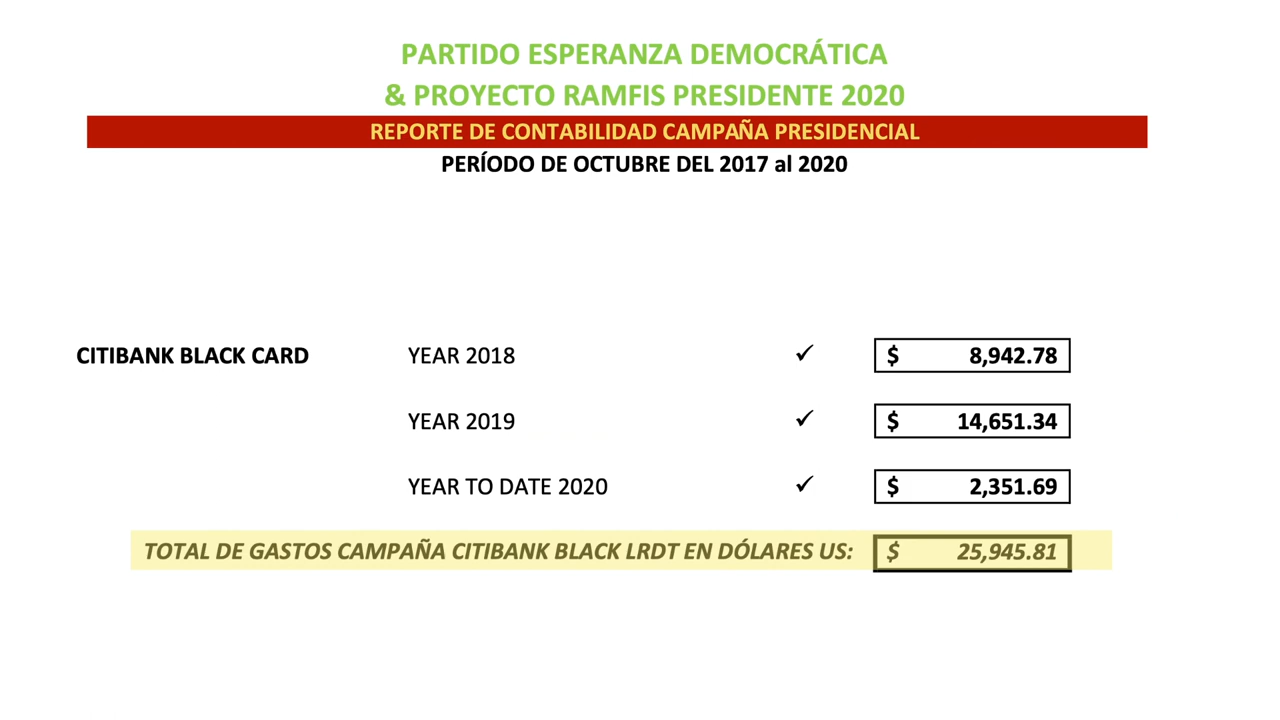 PARTIDO ESPERANZA DEMOCRÁTICA
& PROYECTO RAMFIS PRESIDENTE 2020
REPORTE DE CONTABILIDAD CAMPAÑA PRESIDENCIAL
PERÍODO DE OCTUBRE DEL 2017 al 2020
CITIBANK BLACK CARD YEAR 2018 ✓ $ 8,942.78
YEAR 2019 ✓ $ 14,651.34
YEAR TO DATE 2020 ✓ $ 2,351.69
TOTAL DE GASTOS CAMPAÑA CITIBANK BLACK LRDT EN DÓLARES US: $ 25,945.81